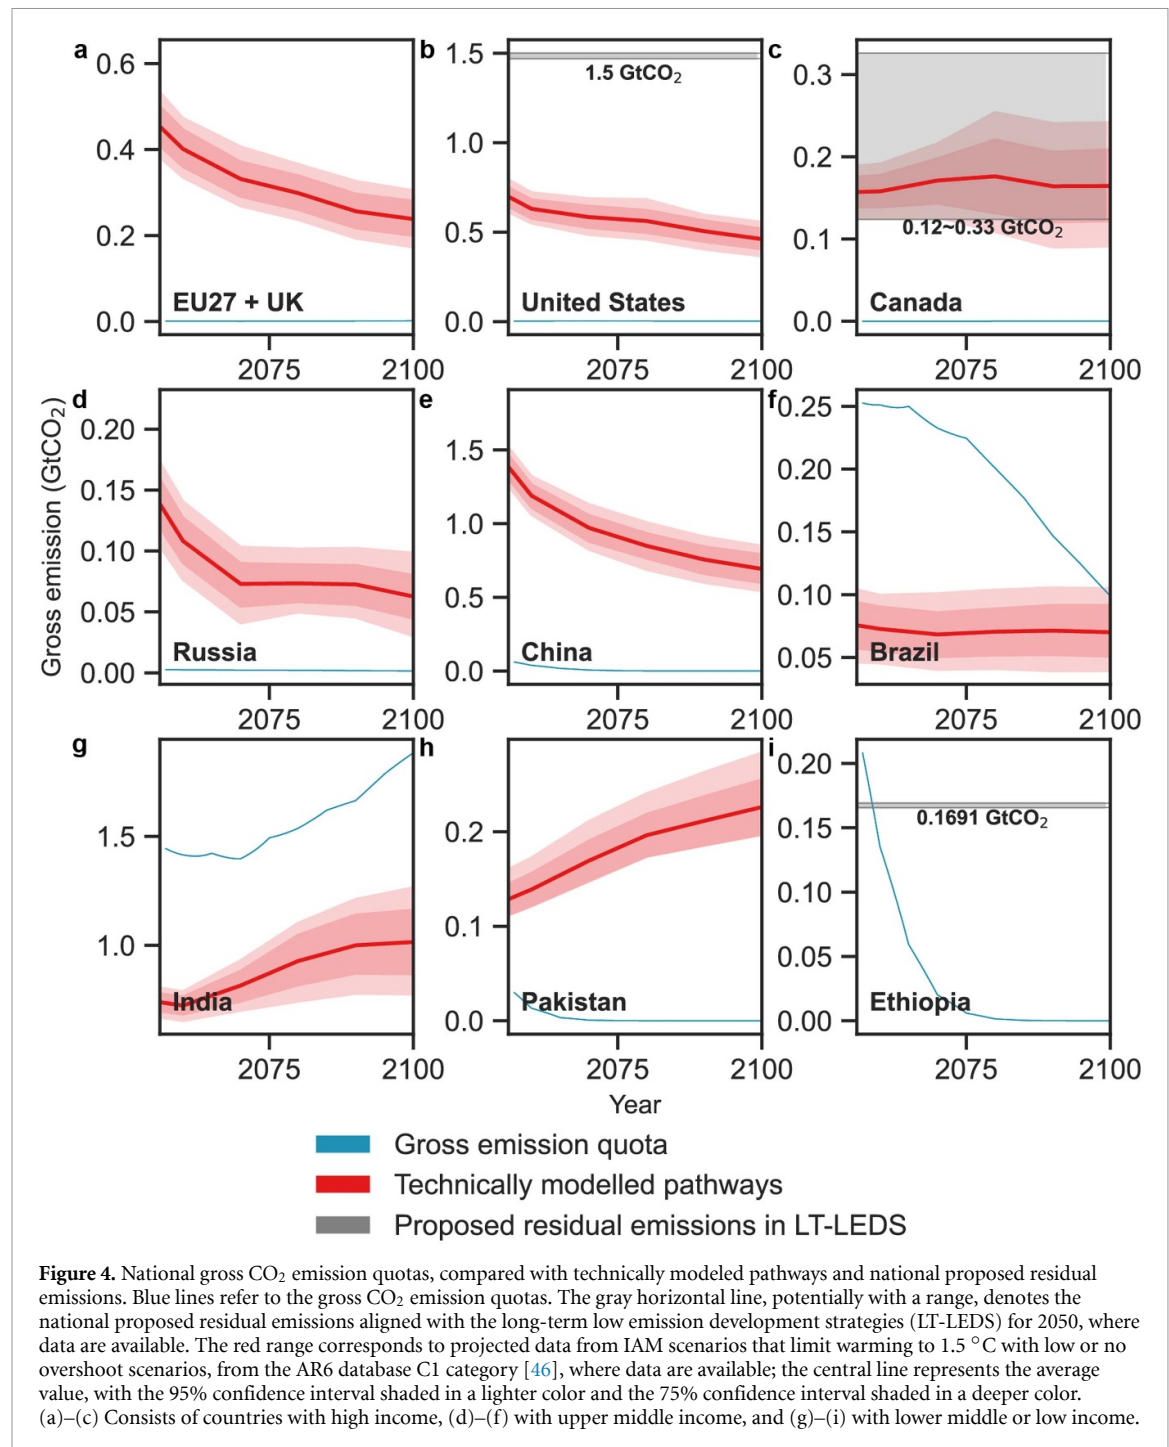 a
0.6
0.4
0.2
0.0
EU27 + UK
2075
2100
b
1.5
1.0
0.5
0.0
1.5 GtCO₂
United States
2075
2100
c
0.3
0.2
0.1
0.0
0.12~0.33 GtCO₂
Canada
2075
2100
Gross emission (GtCO₂)
d
0.20
0.15
0.10
0.05
0.00
Russia
2075
2100
e
1.5
1.0
0.5
0.0
China
2075
2100
f
0.25
0.20
0.15
0.10
0.05
Brazil
2075
2100
g
1.5
1.0
India
2075
2100
h
0.2
0.1
0.0
Pakistan
2075
2100
i
0.20
0.15
0.10
0.05
0.00
0.1691 GtCO₂
Ethiopia
2075
2100
Year
Gross emission quota
Technically modelled pathways
Proposed residual emissions in LT-LEDS
Figure 4. National gross CO₂ emission quotas, compared with technically modeled pathways and national proposed residual
emissions. Blue lines refer to the gross CO₂ emission quotas. The gray horizontal line, potentially with a range, denotes the
national proposed residual emissions aligned with the long-term low emission development strategies (LT-LEDS) for 2050, where
data are available. The red range corresponds to projected data from IAM scenarios that limit warming to 1.5 °C with low or no
overshoot scenarios, from the AR6 database C1 category [46], where data are available; the central line represents the average
value, with the 95% confidence interval shaded in a lighter color and the 75% confidence interval shaded in a deeper color.
(a)–(c) Consists of countries with high income, (d)–(f) with upper middle income, and (g)–(i) with lower middle or low income.